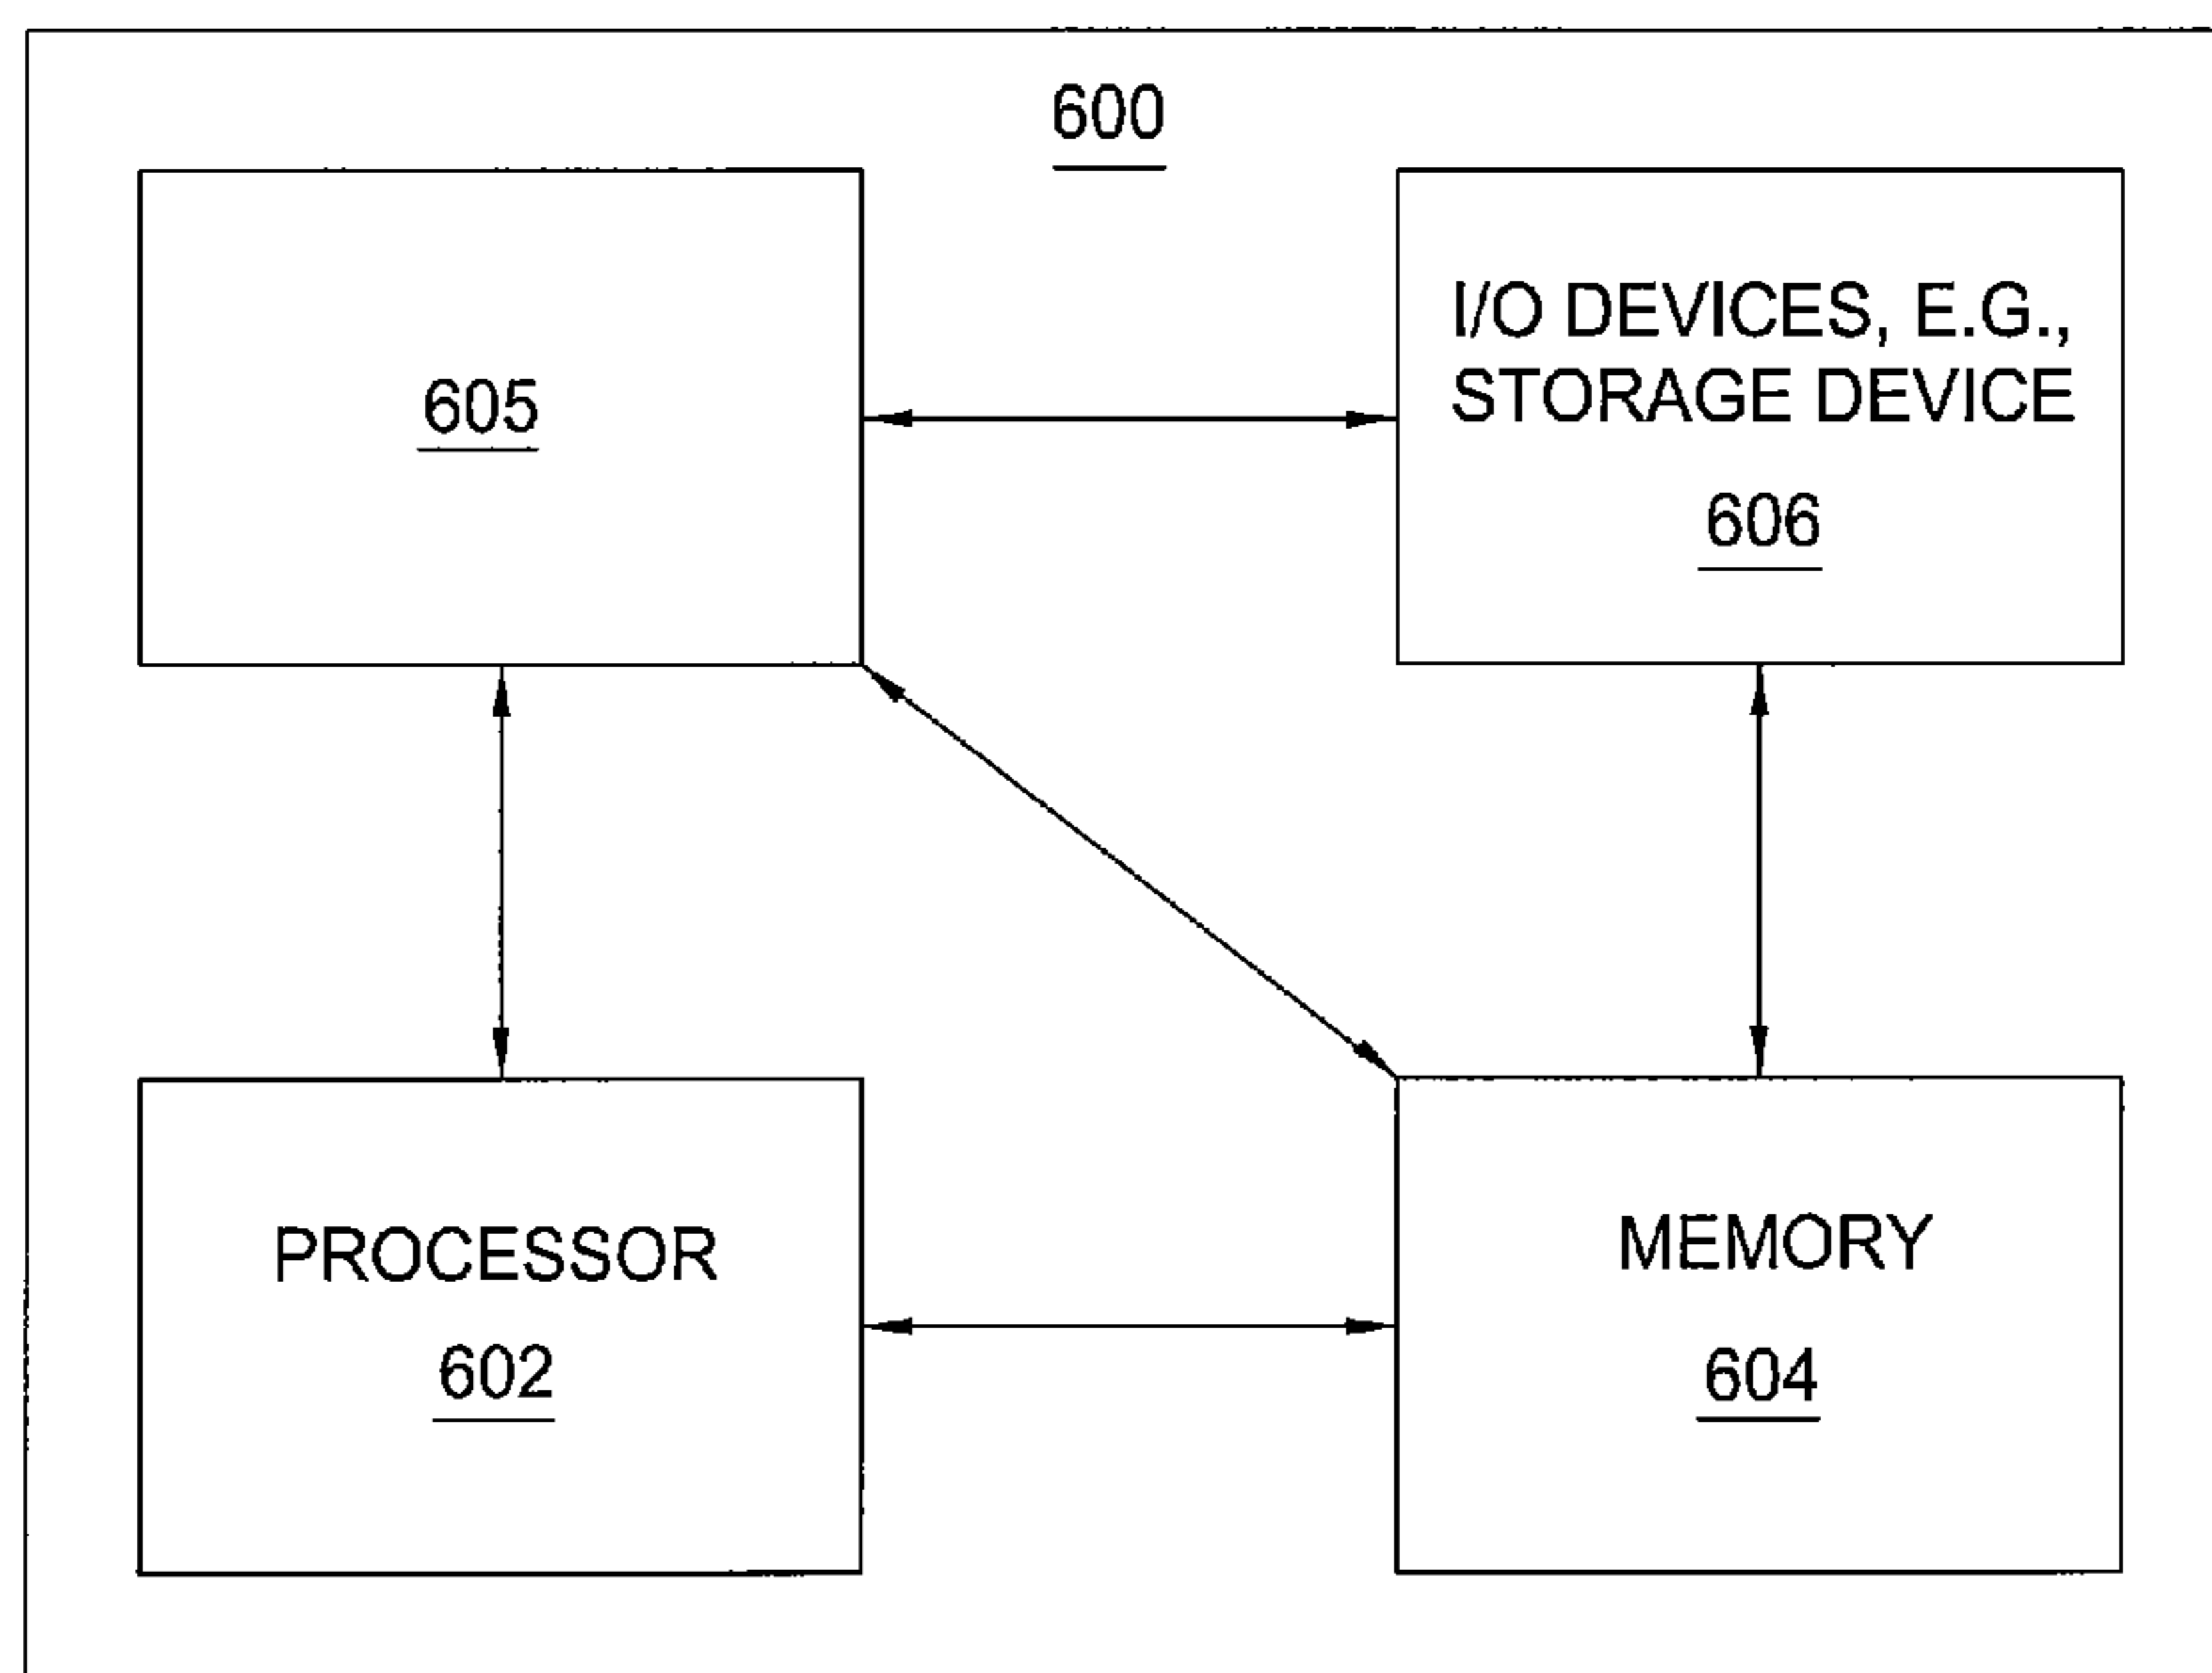 600
605
I/O DEVICES, E.G.,
STORAGE DEVICE
606
PROCESSOR
602
MEMORY
604